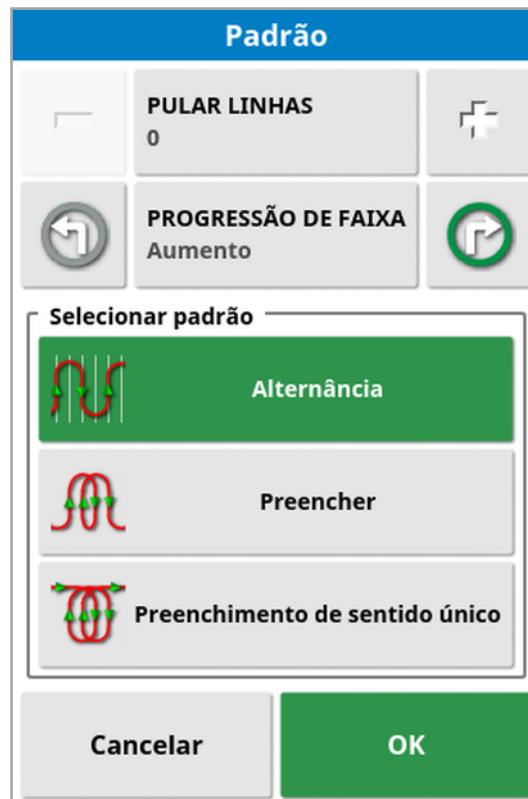 Padrão
PULAR LINHAS
0
PROGRESSÃO DE FAIXA
Aumento
Selecionar padrão
Alternância
Preencher
Preenchimento de sentido único
Cancelar
OK